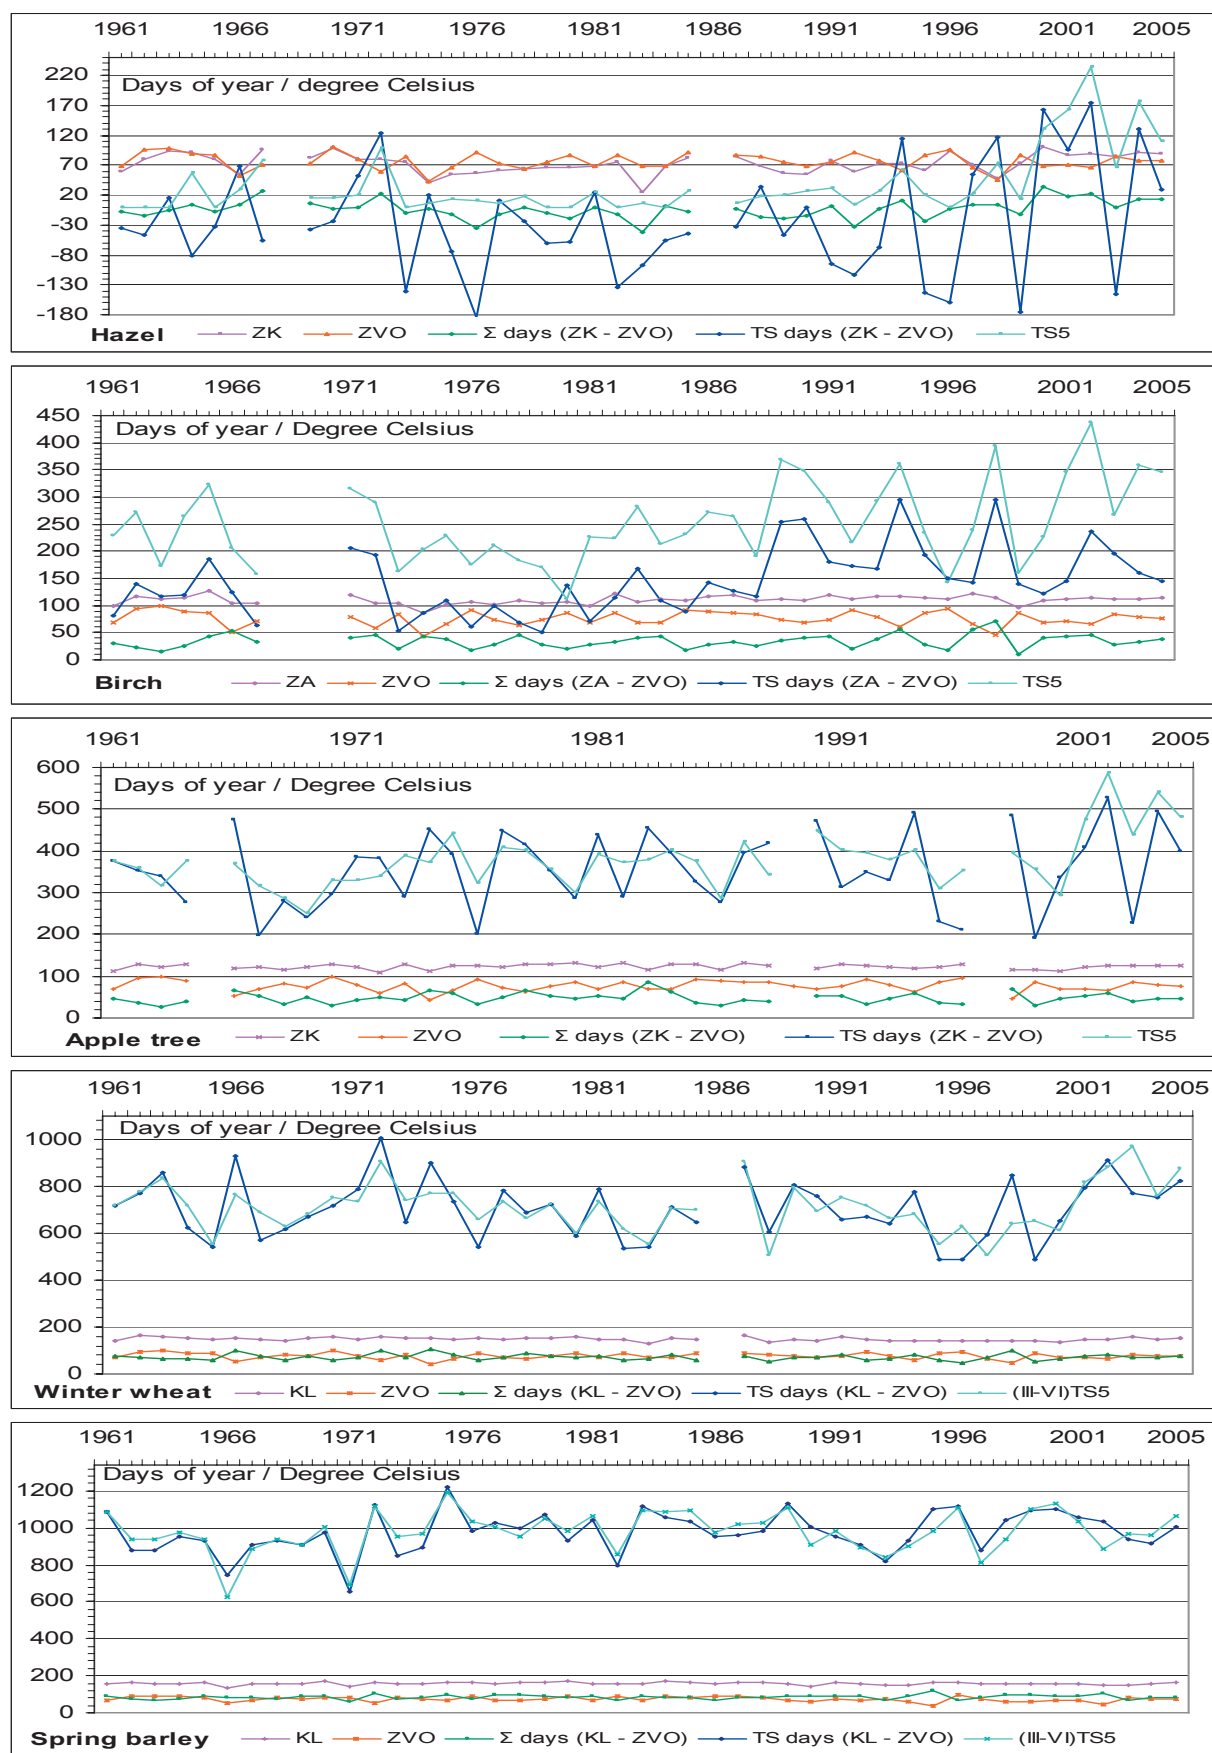 1961 1966 1971 1976 1981 1986 1991 1996 2001 2005
Days of year / degree Celsius
220
170
120
70
20
-30
-80
-130
-180
Hazel ZK ZVO Σ days (ZK - ZVO) TS days (ZK - ZVO) TS5
1961 1966 1971 1976 1981 1986 1991 1996 2001 2005
450
Days of year / Degree Celsius
400
350
300
250
200
150
100
50
0
Birch ZA ZVO Σ days (ZA - ZVO) TS days (ZA - ZVO) TS5
1961 1971 1981 1991 2001 2005
600
Days of year / Degree Celsius
500
400
300
200
100
0
Apple tree ZK ZVO Σ days (ZK - ZVO) TS days (ZK - ZVO) TS5
1961 1966 1971 1976 1981 1986 1991 1996 2001 2005
Days of year / Degree Celsius
1000
800
600
400
200
0
Winter wheat KL ZVO Σ days (KL - ZVO) TS days (KL - ZVO) (III-VI)TS5
1961 1966 1971 1976 1981 1986 1991 1996 2001 2005
Days of year / Degree Celsius
1200
1000
800
600
400
200
0
Spring barley KL ZVO Σ days (KL - ZVO) TS days (KL - ZVO) (III-VI)TS5